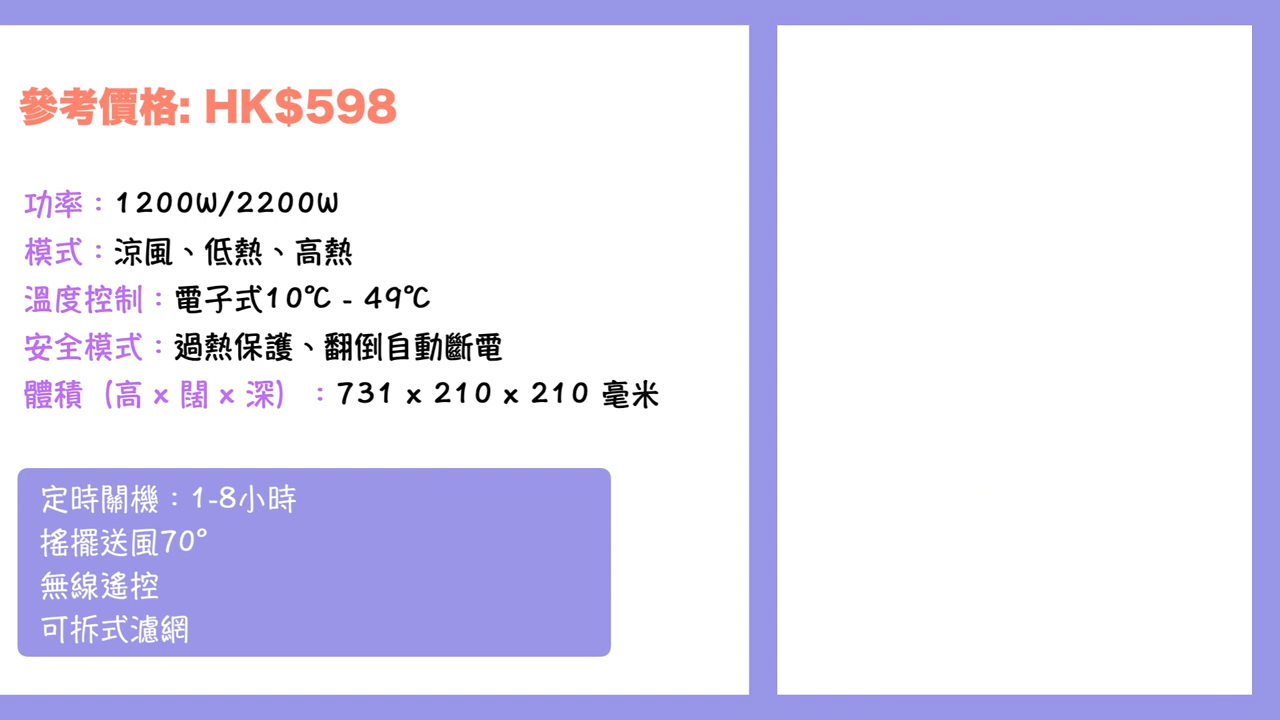 參考價格: HK$598
功率：1200W/2200W
模式：涼風、低熱、高熱
溫度控制：電子式10℃ - 49℃
安全模式：過熱保護、翻倒自動斷電
體積（高 x 闊 x 深）：731 x 210 x 210 毫米
定時關機：1-8小時
搖擺送風70°
無線遙控
可拆式濾網